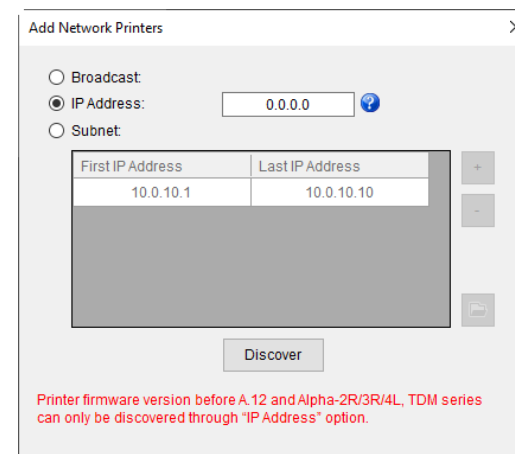 Add Network Printers
Broadcast:
IP Address: 0.0.0.0 ?
Subnet:
First IP Address Last IP Address +
10.0.10.1 10.0.10.10
-
Discover
Printer firmware version before A.12 and Alpha-2R/3R/4L, TDM series
can only be discovered through “IP Address” option.